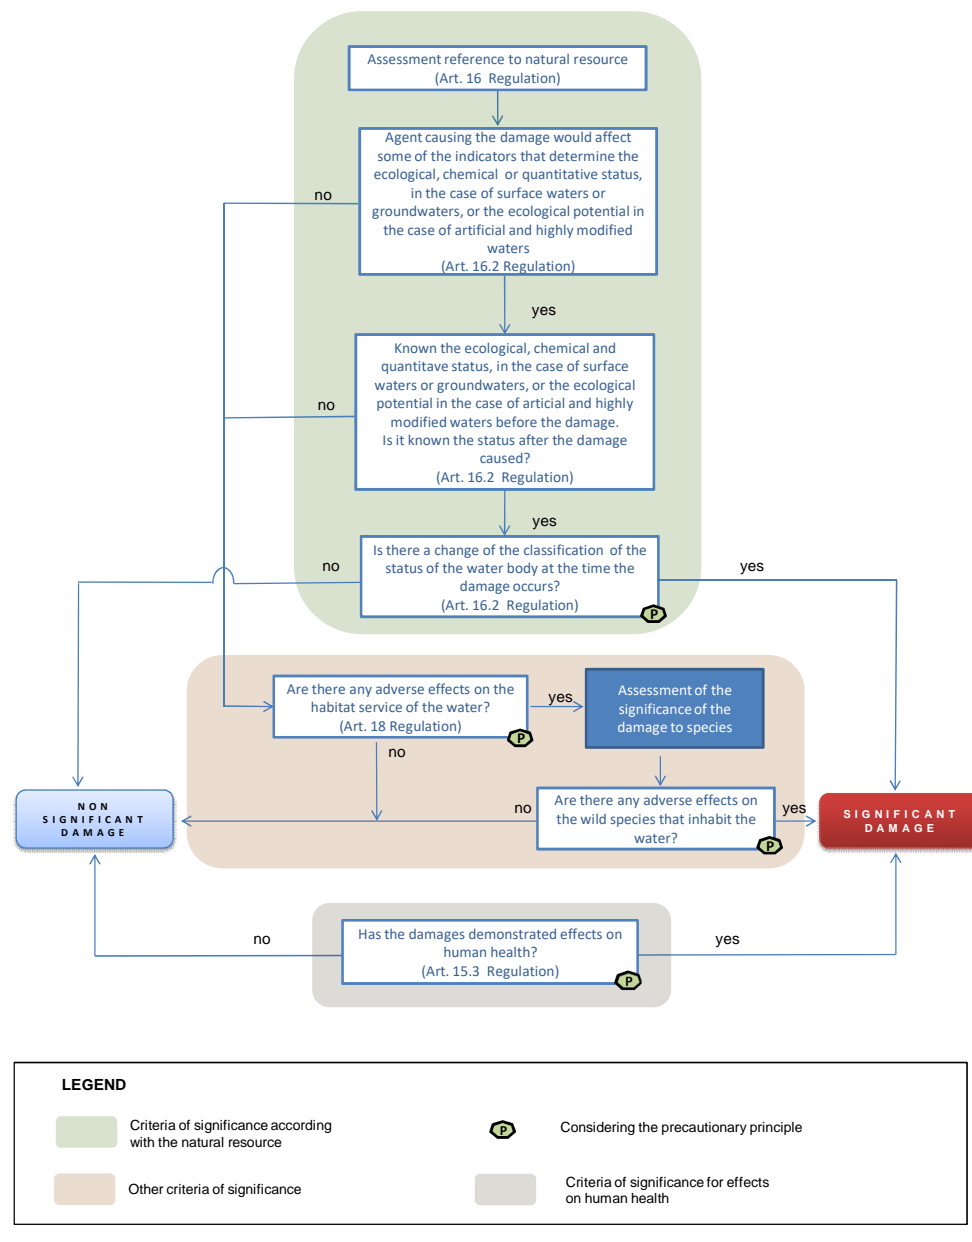 Assessment reference to natural resource
(Art. 16 Regulation)
Agent causing the damage would affect
some of the indicators that determine the
ecological, chemical or quantitative status,
in the case of surface waters or
groundwaters, or the ecological potential in
the case of artificial and highly modified
waters
(Art. 16.2 Regulation)
no
yes
Known the ecological, chemical and
quantitave status, in the case of surface
waters or groundwaters, or the ecological
potential in the case of articial and highly
modified waters before the damage.
Is it known the status after the damage
caused?
(Art. 16.2 Regulation)
no
yes
Is there a change of the classification of the
status of the water body at the time the
damage occurs?
(Art. 16.2 Regulation)
P
no
yes
Are there any adverse effects on the
habitat service of the water?
(Art. 18 Regulation)
P
yes
no
Assessment of the
significance of the
damage to species
Are there any adverse effects on
the wild species that inhabit the
water?
P
no
yes
NON
SIGNIFICANT
DAMAGE
SIGNIFICANT
DAMAGE
Has the damages demonstrated effects on
human health?
(Art. 15.3 Regulation)
P
no
yes
LEGEND
Criteria of significance according
with the natural resource
P
Considering the precautionary principle
Other criteria of significance
Criteria of significance for effects
on human health